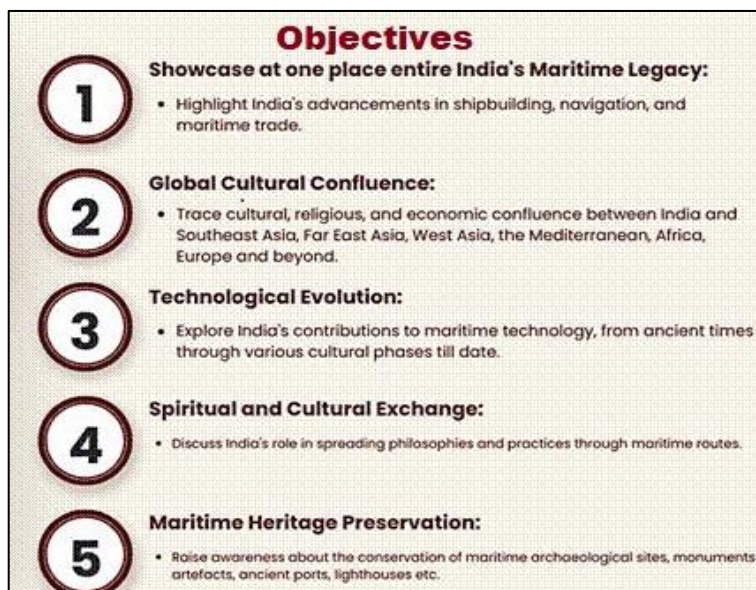 Objectives
1
Showcase at one place entire India's Maritime Legacy:
• Highlight India's advancements in shipbuilding, navigation, and
maritime trade.
2
Global Cultural Confluence:
• Trace cultural, religious, and economic confluence between India and
Southeast Asia, Far East Asia, West Asia, the Mediterranean, Africa,
Europe and beyond.
3
Technological Evolution:
• Explore India's contributions to maritime technology, from ancient times
through various cultural phases till date.
4
Spiritual and Cultural Exchange:
• Discuss India's role in spreading philosophies and practices through maritime routes.
5
Maritime Heritage Preservation:
• Raise awareness about the conservation of maritime archaeological sites, monuments
artefacts, ancient ports, lighthouses etc.